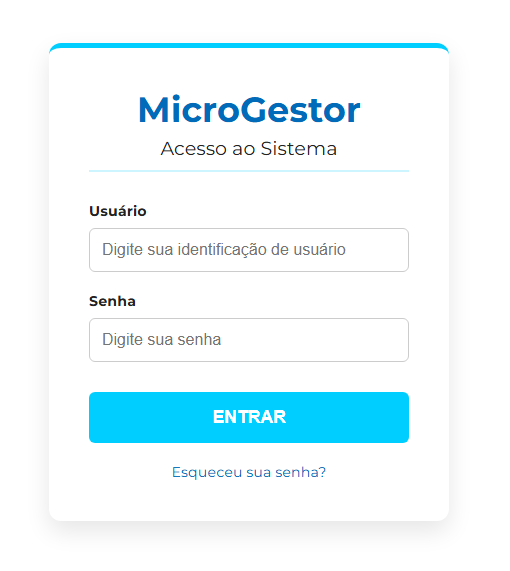 MicroGestor
Acesso ao Sistema
Usuário
Digite sua identificação de usuário
Senha
Digite sua senha
ENTRAR
Esqueceu sua senha?